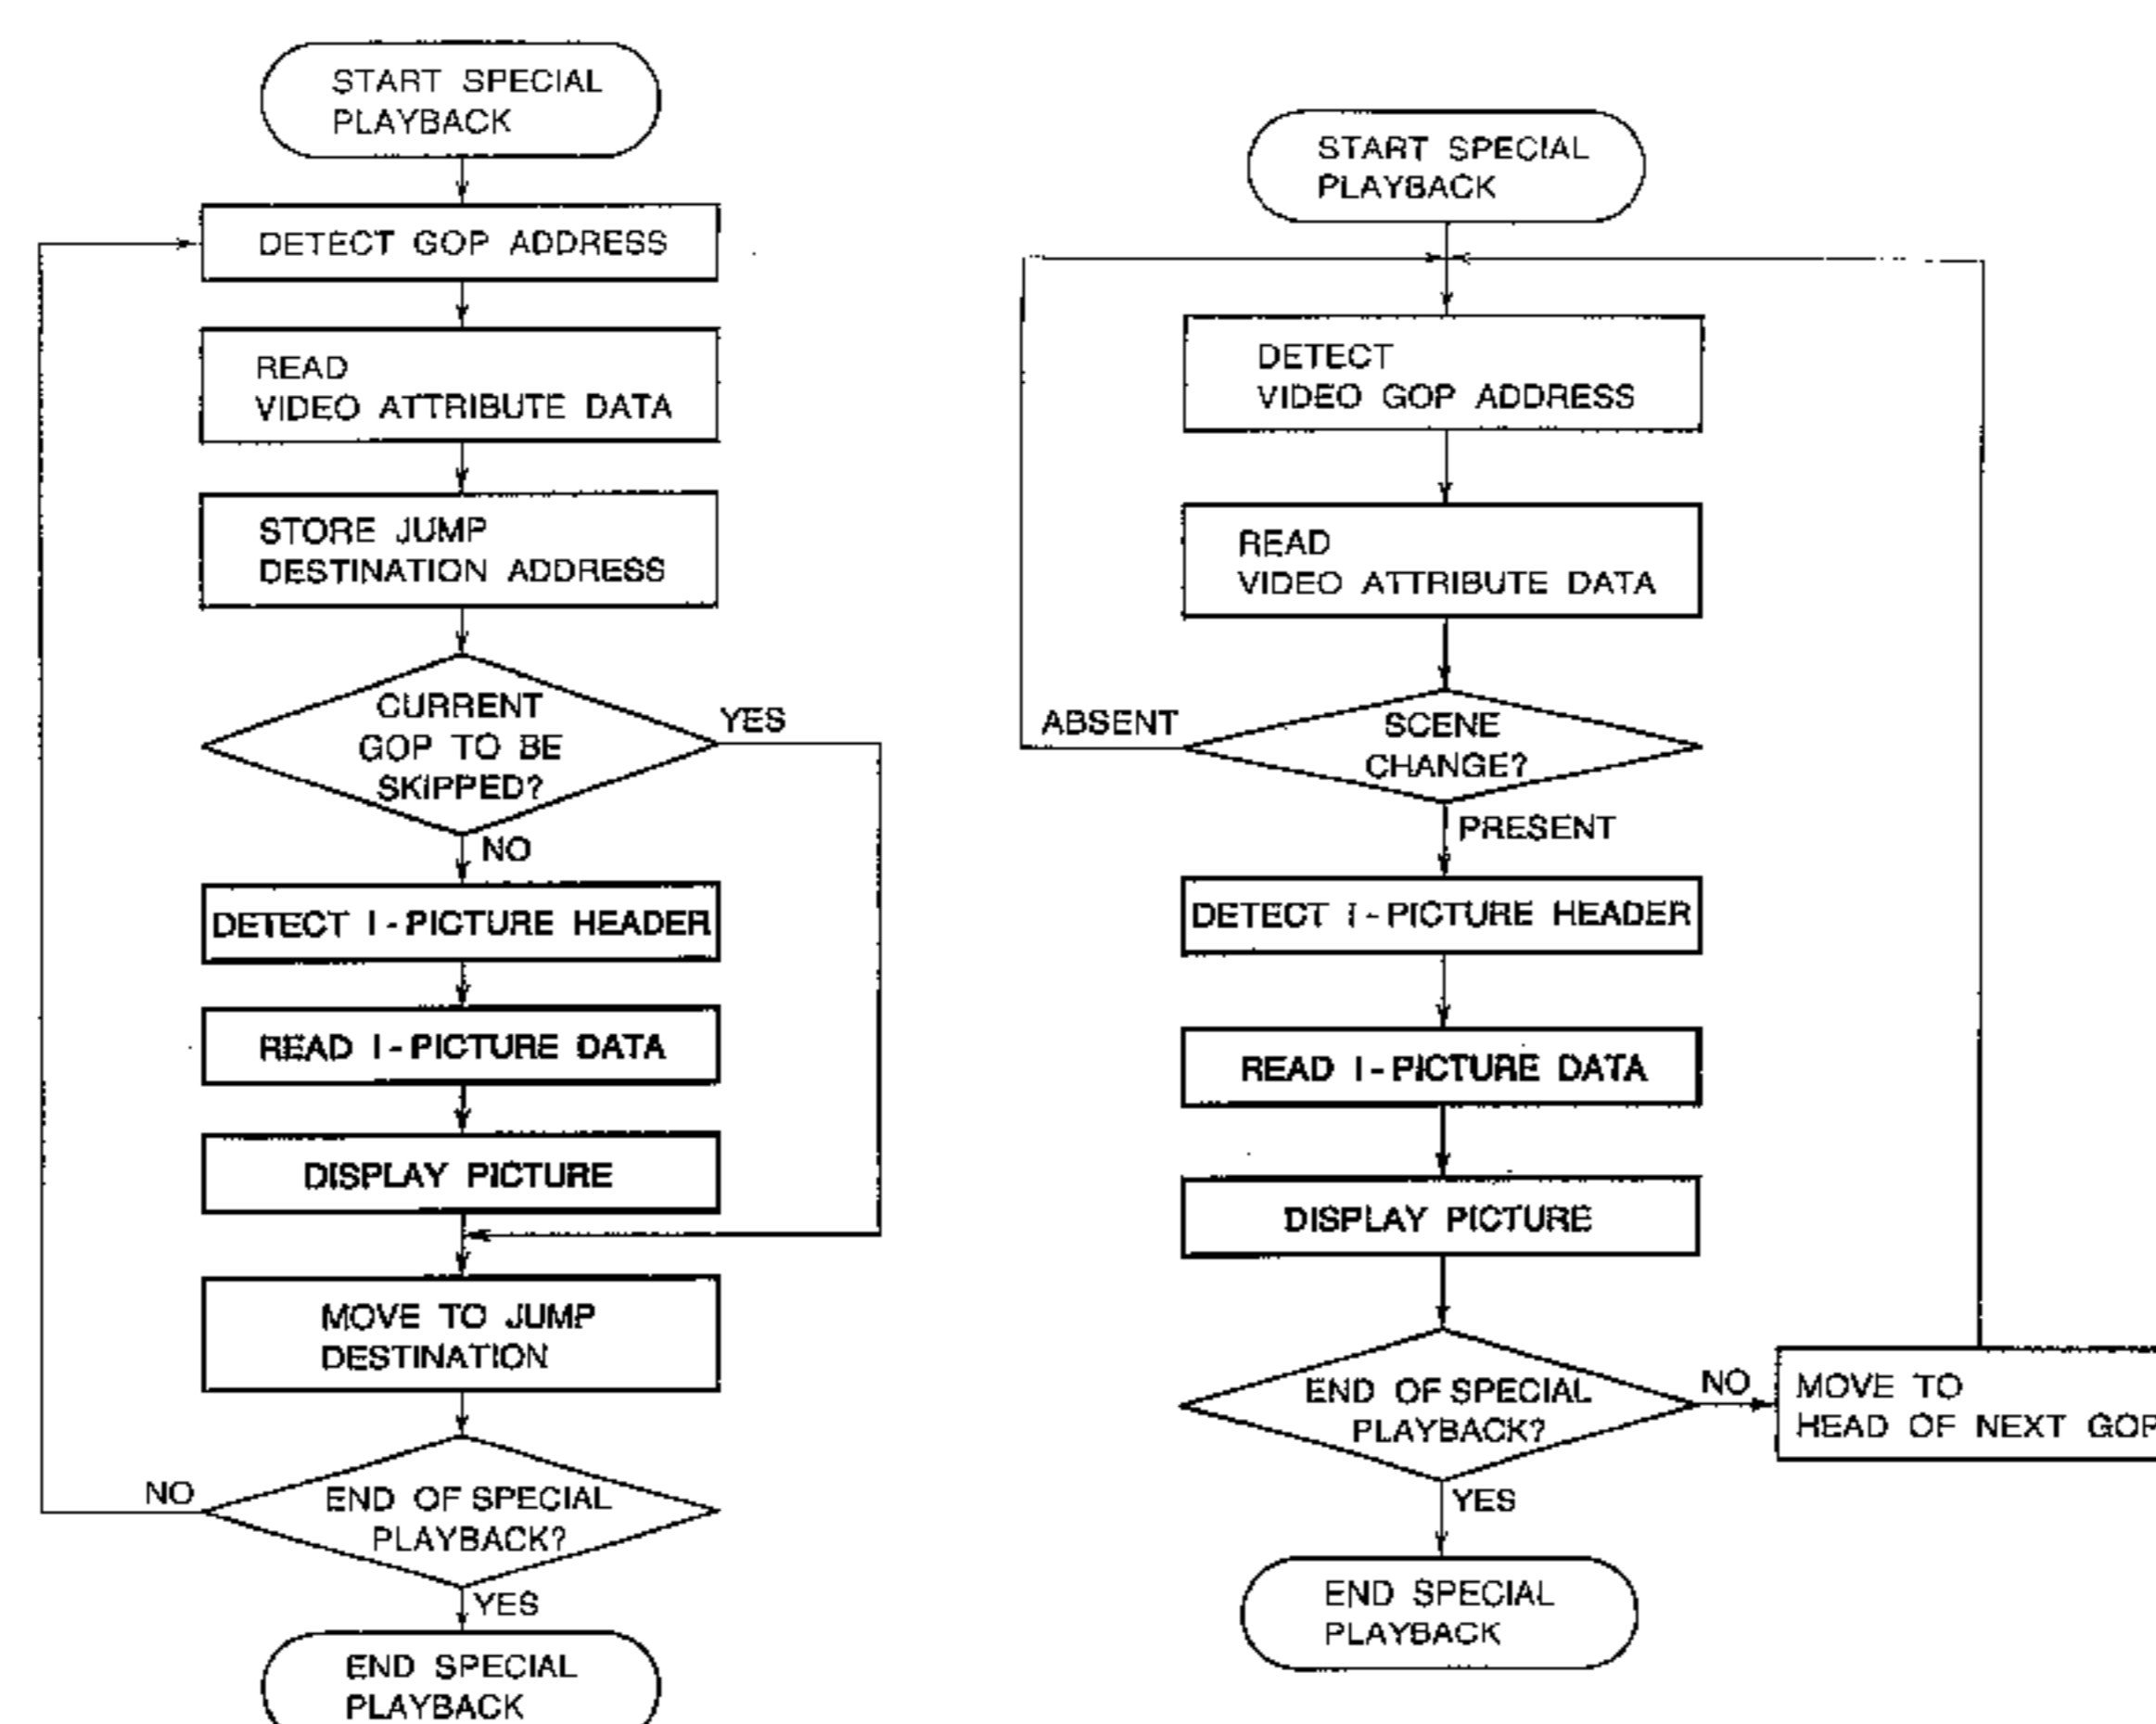 START SPECIAL
PLAYBACK
DETECT GOP ADDRESS
READ
VIDEO ATTRIBUTE DATA
STORE JUMP
DESTINATION ADDRESS
CURRENT
GOP TO BE
SKIPPED?
YES
NO
DETECT I-PICTURE HEADER
READ I-PICTURE DATA
DISPLAY PICTURE
MOVE TO JUMP
DESTINATION
NO
END OF SPECIAL
PLAYBACK?
YES
END SPECIAL
PLAYBACK
START SPECIAL
PLAYBACK
DETECT
VIDEO GOP ADDRESS
READ
VIDEO ATTRIBUTE DATA
ABSENT
SCENE
CHANGE?
PRESENT
DETECT I-PICTURE HEADER
READ I-PICTURE DATA
DISPLAY PICTURE
END OF SPECIAL
PLAYBACK?
NO
MOVE TO
HEAD OF NEXT GOP
YES
END SPECIAL
PLAYBACK